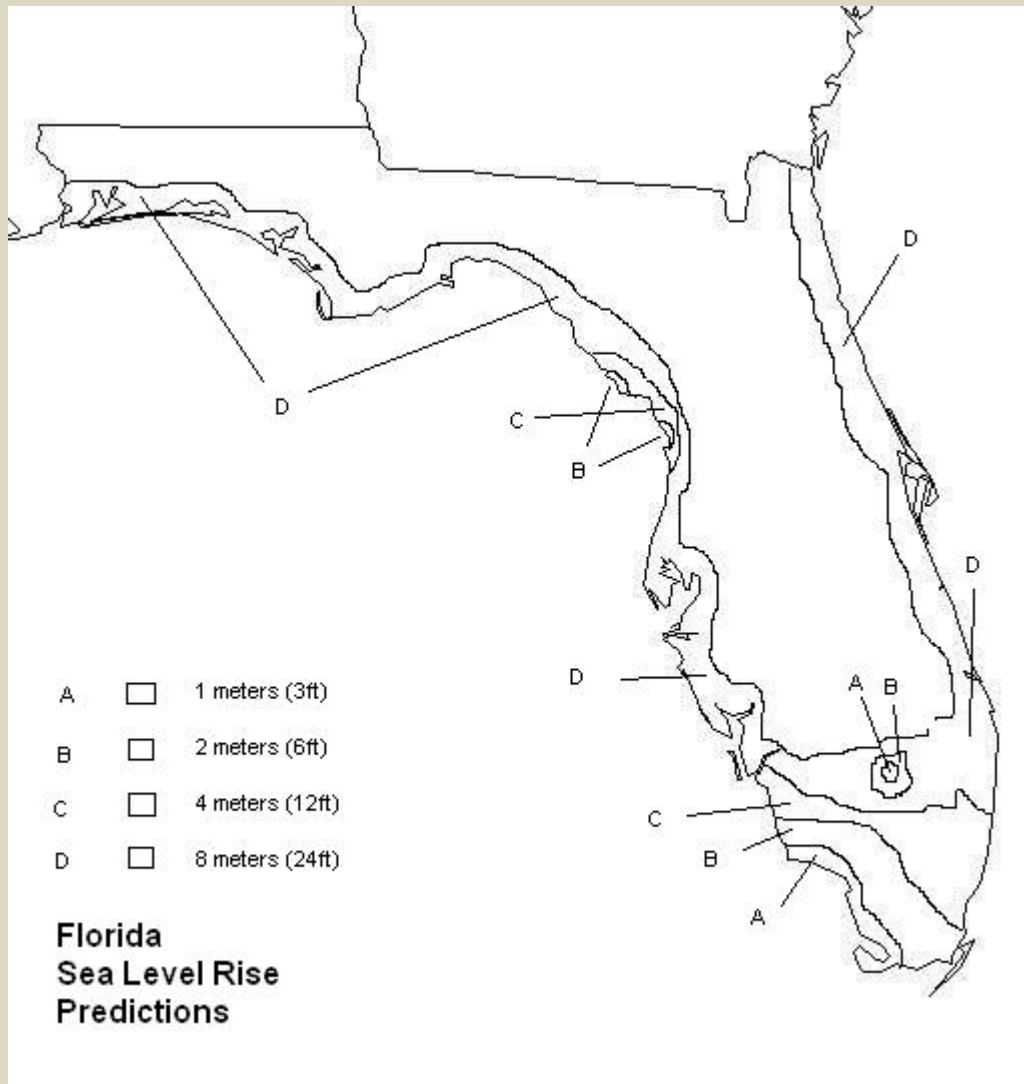 D
D
C
B
D
D
A B
A 1 meters (3ft)
B 2 meters (6ft)
C 4 meters (12ft)
D 8 meters (24ft)
C
B
A
Florida
Sea Level Rise
Predictions